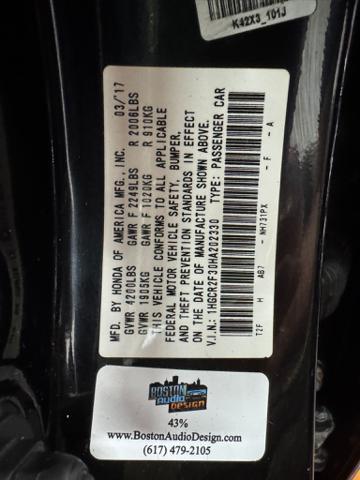 K42X3_101J
MFD. BY HONDA OF AMERICA MFG., INC. 03/'17
GVWR 4200LBS GAWR F 2249LBS R 2006LBS
GVWR 1905KG GAWR F 1020KG R 910KG
THIS VEHICLE CONFORMS TO ALL APPLICABLE
FEDERAL MOTOR VEHICLE SAFETY, BUMPER,
AND THEFT PREVENTION STANDARDS IN EFFECT
ON THE DATE OF MANUFACTURE SHOWN ABOVE.
V.I.N.: 1HGCR2F30HA202330 TYPE: PASSENGER CAR
T2F H AB7 - NH731PX - F - A
BOSTON
Audio
DESIGN
43%
www.BostonAudioDesign.com
(617) 479-2105